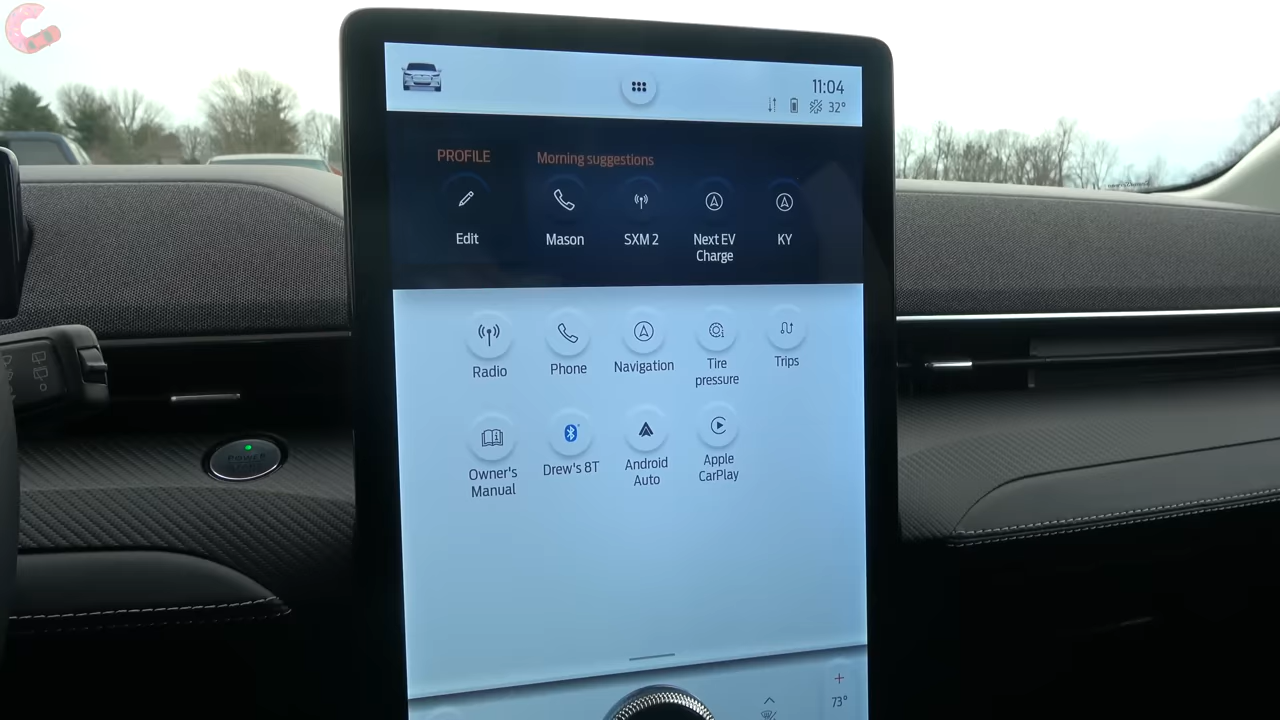 11:04
32°
PROFILE
Morning suggestions
Edit
Mason
SXM 2
Next EV
Charge
KY
Radio
Phone
Navigation
Tire
pressure
Trips
Owner's
Manual
Drew's 8T
Android
Auto
Apple
CarPlay
POWER
73°